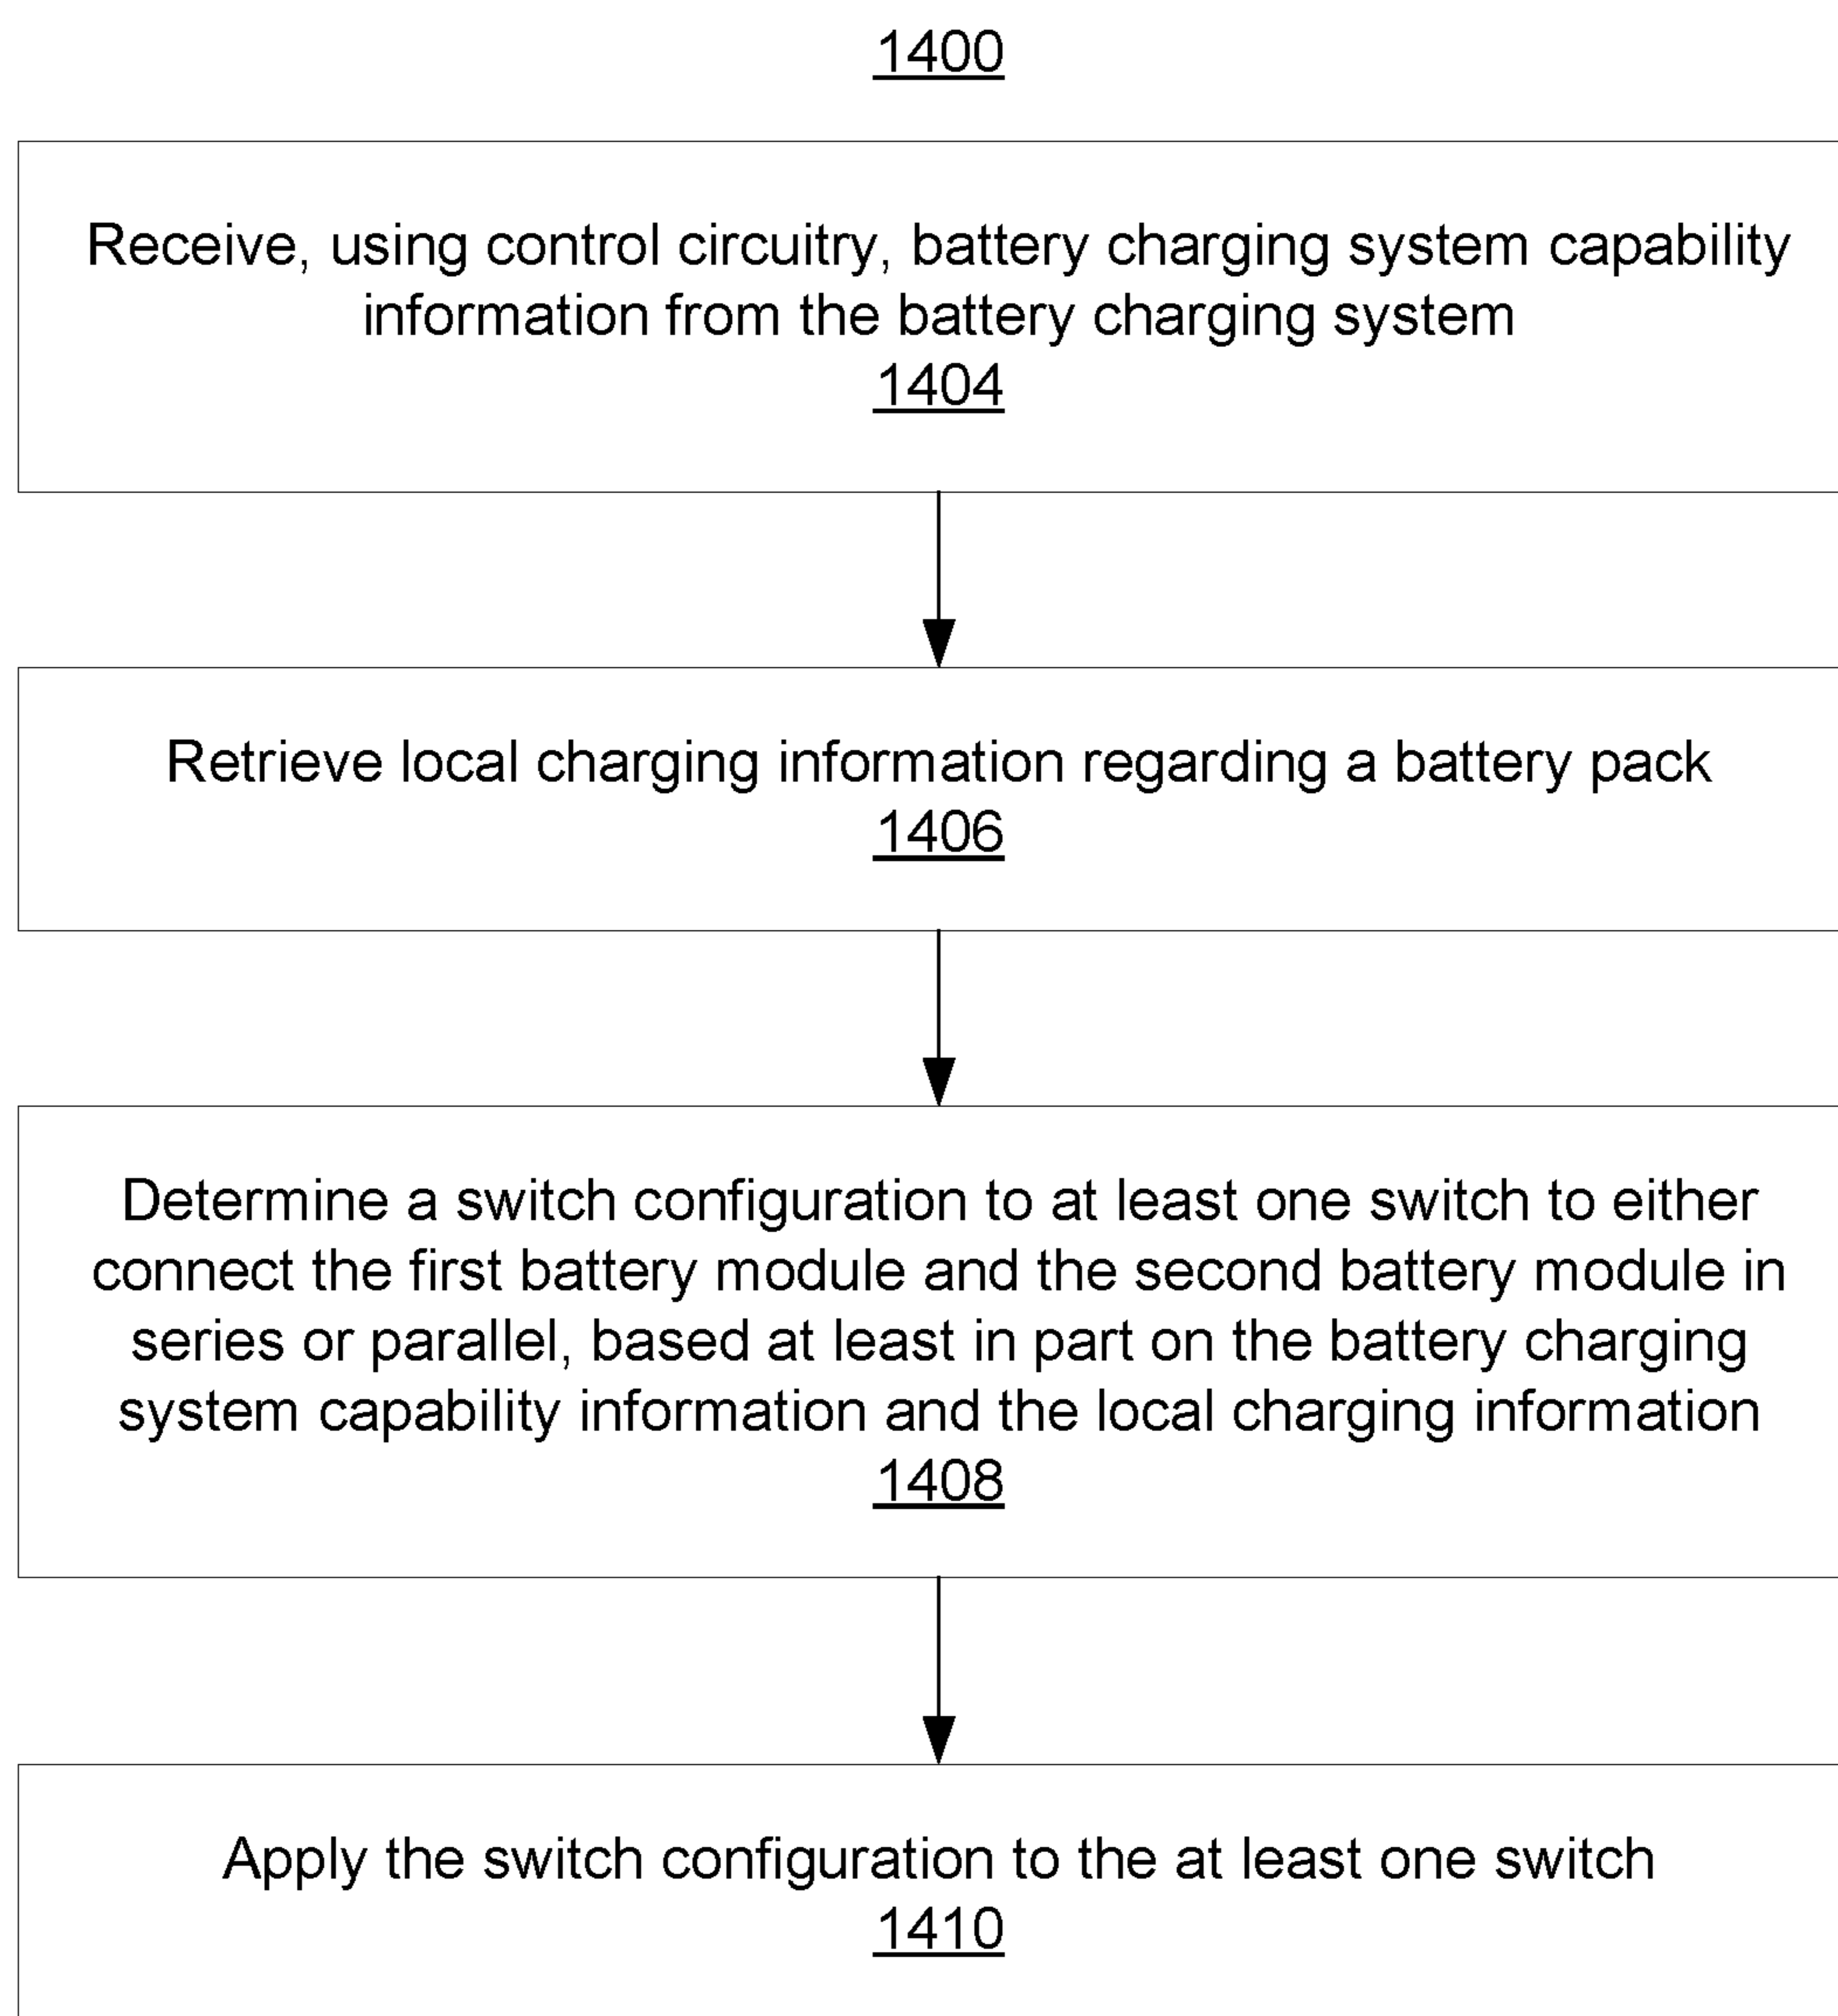 1400
Receive, using control circuitry, battery charging system capability
information from the battery charging system
1404
Retrieve local charging information regarding a battery pack
1406
Determine a switch configuration to at least one switch to either
connect the first battery module and the second battery module in
series or parallel, based at least in part on the battery charging
system capability information and the local charging information
1408
Apply the switch configuration to the at least one switch
1410